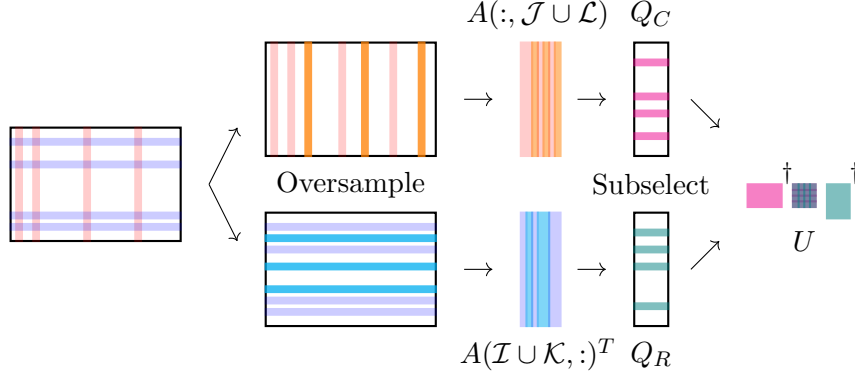 A(:, 𝒥 ∪ ℒ)
Q_C
Oversample
Subselect
†
†
U
A(ℐ ∪ 𝒦, :)^T
Q_R